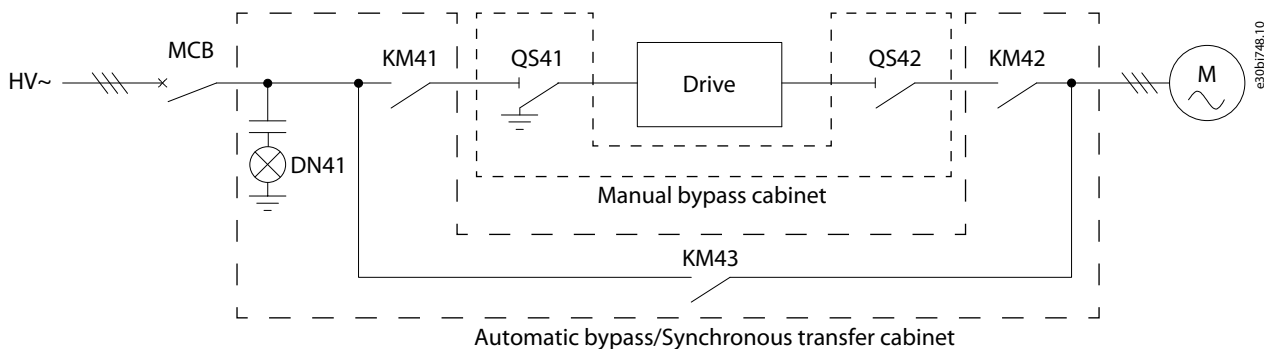 MCB
KM41
QS41
QS42
KM42
HV~
Drive
M
e30bi748.10
DN41
Manual bypass cabinet
KM43
Automatic bypass/Synchronous transfer cabinet